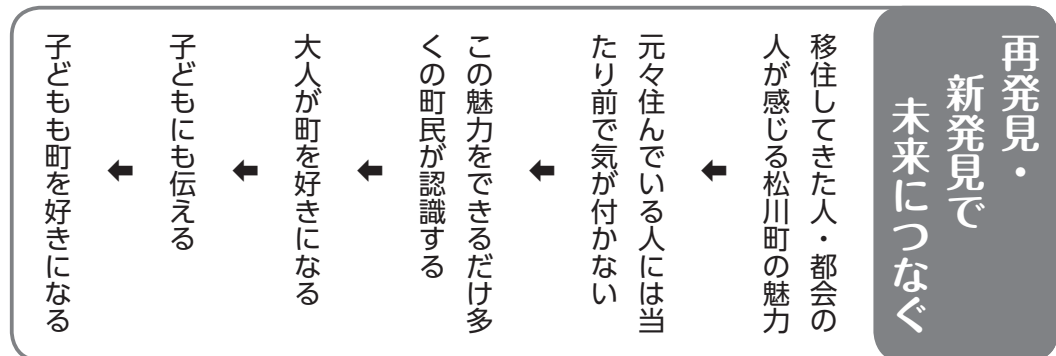 再発見・
新発見で
未来につなぐ
移住してきた人・都会の
人が感じる松川町の魅力
⬅
元々住んでいる人には当
たり前で気が付かない
⬅
この魅力をできるだけ多
くの町民が認識する
⬅
大人が町を好きになる
⬅
子どもにも伝える
⬅
子どもも町を好きになる